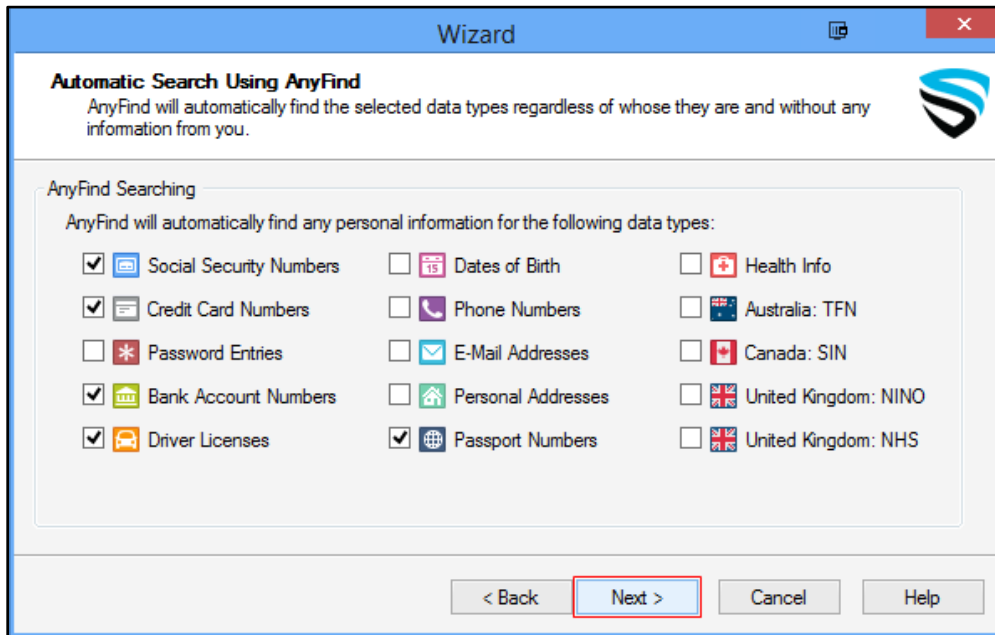 Wizard
Automatic Search Using AnyFind
AnyFind will automatically find the selected data types regardless of whose they are and without any
information from you.
AnyFind Searching
AnyFind will automatically find any personal information for the following data types:
Social Security Numbers
Dates of Birth
Health Info
Credit Card Numbers
Phone Numbers
Australia: TFN
Password Entries
E-Mail Addresses
Canada: SIN
Bank Account Numbers
Personal Addresses
United Kingdom: NINO
Driver Licenses
Passport Numbers
United Kingdom: NHS
< Back
Next >
Cancel
Help